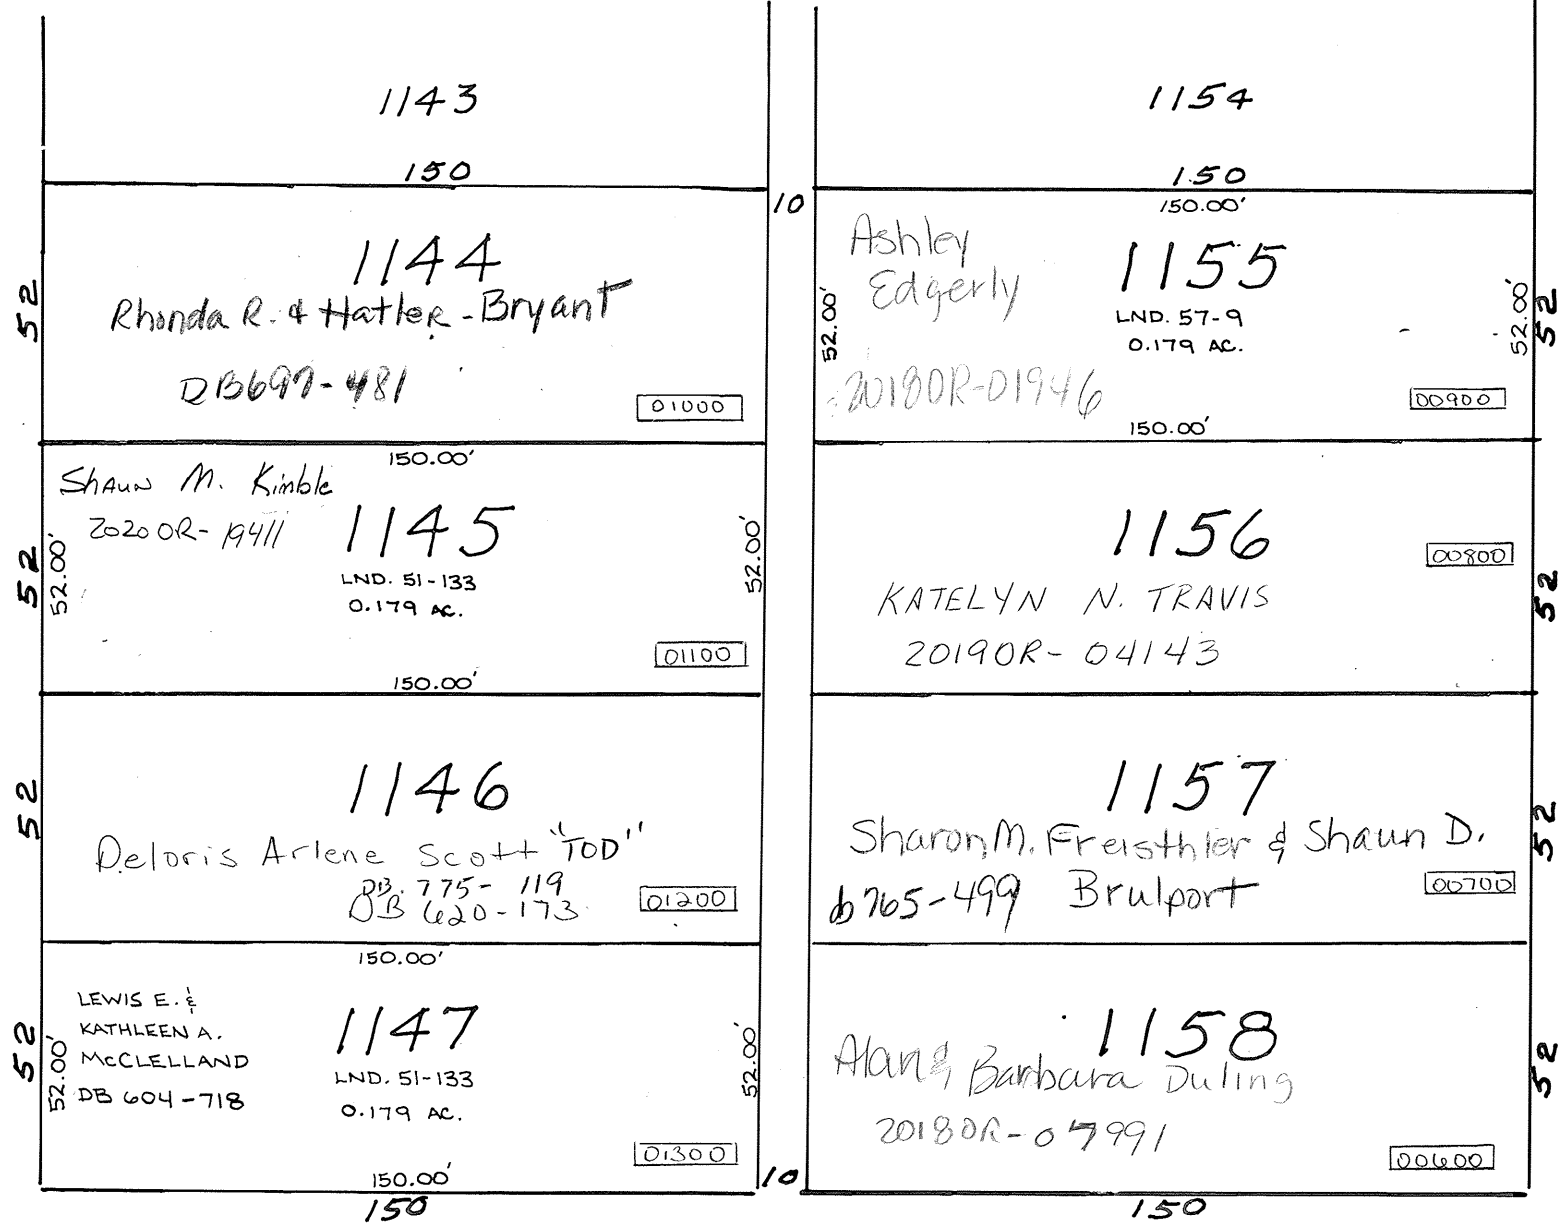 1143
150
52
1144
Rhonda R. & Hatler-Bryant
DB697-481
01000
150.00'
Shaun M. Kimble
2020OR-19411
1145
LND. 51-133
0.179 AC.
52
52.00'
52.00'
01100
150.00'
52
1146
Deloris Arlene Scott "TOD"
DB. 775-119
DB 620-173
01200
150.00'
LEWIS E. &
KATHLEEN A.
McCLELLAND
DB 604-718
1147
LND. 51-133
0.179 AC.
52
52.00'
52.00'
01300
150.00'
150
10
10
1154
150
150.00'
Ashley
Edgerly
1155
LND. 57-9
0.179 AC.
52.00'
52.00'
52
2018OR-01946
00900
150.00'
1156
00800
KATELYN N. TRAVIS
2019OR-04143
52
1157
Sharon M. Freisthler & Shaun D.
db765-499 Brulport
00700
52
1158
Alan & Barbara Duling
2018OR-07991
00600
52
150